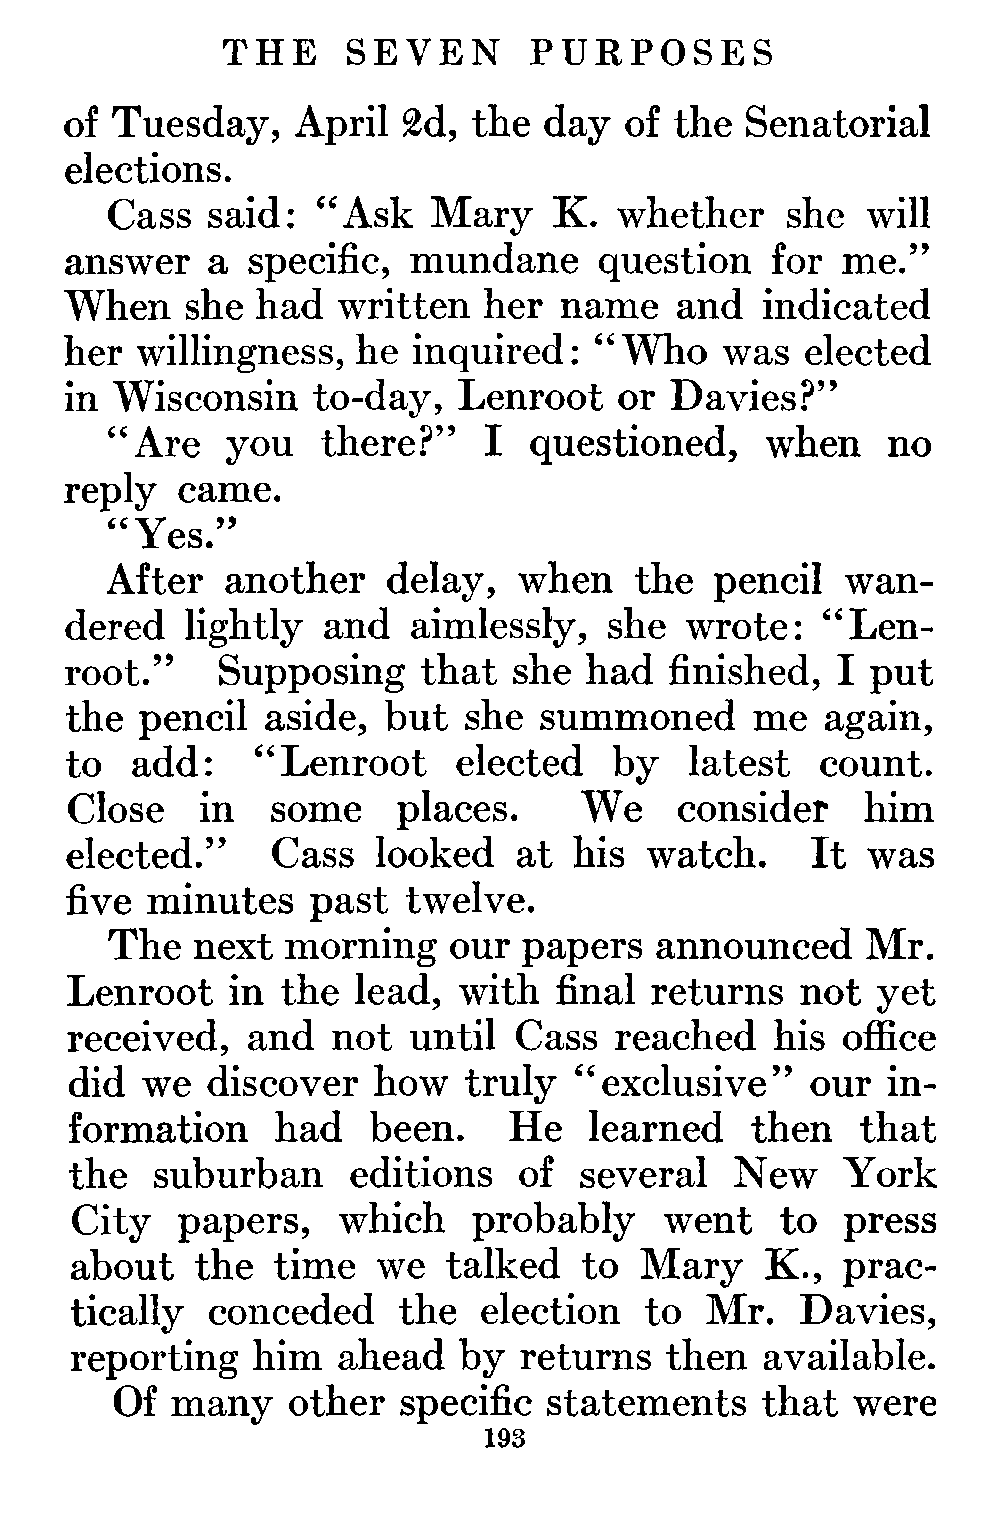 THE SEVEN PURPOSES
of Tuesday, April 2d, the day of the Senatorial
elections.
Cass said: “Ask Mary K. whether she will
answer a specific, mundane question for me.”
When she had written her name and indicated
her willingness, he inquired: “Who was elected
in Wisconsin to-day, Lenroot or Davies?”
“Are you there?” I questioned, when no
reply came.
“Yes.”
After another delay, when the pencil wan-
dered lightly and aimlessly, she wrote: “Len-
root.” Supposing that she had finished, I put
the pencil aside, but she summoned me again,
to add: “Lenroot elected by latest count.
Close in some places. We consider him
elected.” Cass looked at his watch. It was
five minutes past twelve.
The next morning our papers announced Mr.
Lenroot in the lead, with final returns not yet
received, and not until Cass reached his office
did we discover how truly “exclusive” our in-
formation had been. He learned then that
the suburban editions of several New York
City papers, which probably went to press
about the time we talked to Mary K., prac-
tically conceded the election to Mr. Davies,
reporting him ahead by returns then available.
Of many other specific statements that were
193